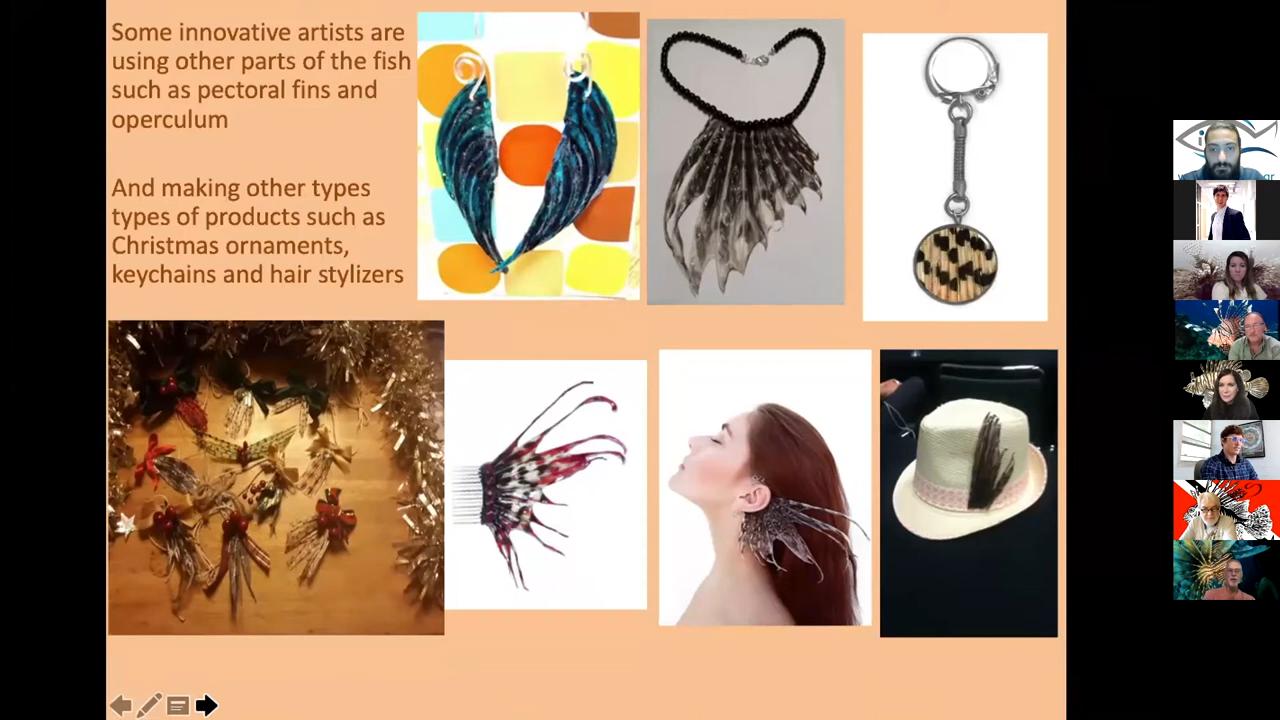 Some innovative artists are
using other parts of the fish
such as pectoral fins and
operculum
And making other types
types of products such as
Christmas ornaments,
keychains and hair stylizers